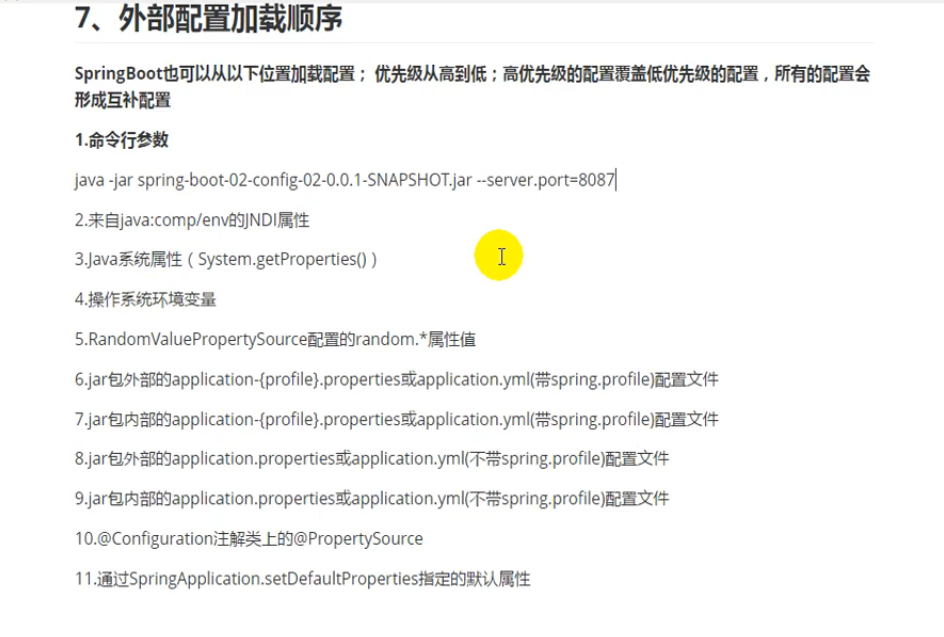 7、外部配置加载顺序
SpringBoot也可以从以下位置加载配置； 优先级从高到低；高优先级的配置覆盖低优先级的配置，所有的配置会
形成互补配置
1.命令行参数
java -jar spring-boot-02-config-02-0.0.1-SNAPSHOT.jar --server.port=8087
2.来自java:comp/env的JNDI属性
3.Java系统属性（System.getProperties()）
4.操作系统环境变量
5.RandomValuePropertySource配置的random.*属性值
6.jar包外部的application-{profile}.properties或application.yml(带spring.profile)配置文件
7.jar包内部的application-{profile}.properties或application.yml(带spring.profile)配置文件
8.jar包外部的application.properties或application.yml(不带spring.profile)配置文件
9.jar包内部的application.properties或application.yml(不带spring.profile)配置文件
10.@Configuration注解类上的@PropertySource
11.通过SpringApplication.setDefaultProperties指定的默认属性